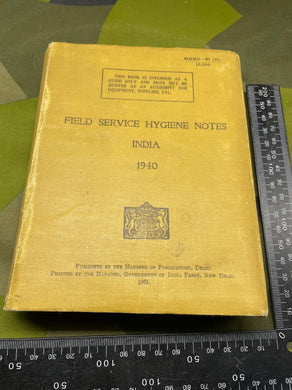 10,000
THIS BOOK IS INTENDED AS A
GUIDE ONLY AND MUST NOT BE
QUOTED AS AN AUTHORITY FOR
EQUIPMENT, SUPPLIES, ETC.
FIELD SERVICE HYGIENE NOTES
INDIA
1940
PUBLISHED BY THE MANAGER OF PUBLICATIONS, DELHI.
PRINTED BY THE MANAGER, GOVERNMENT OF INDIA PRESS, NEW DELHI.